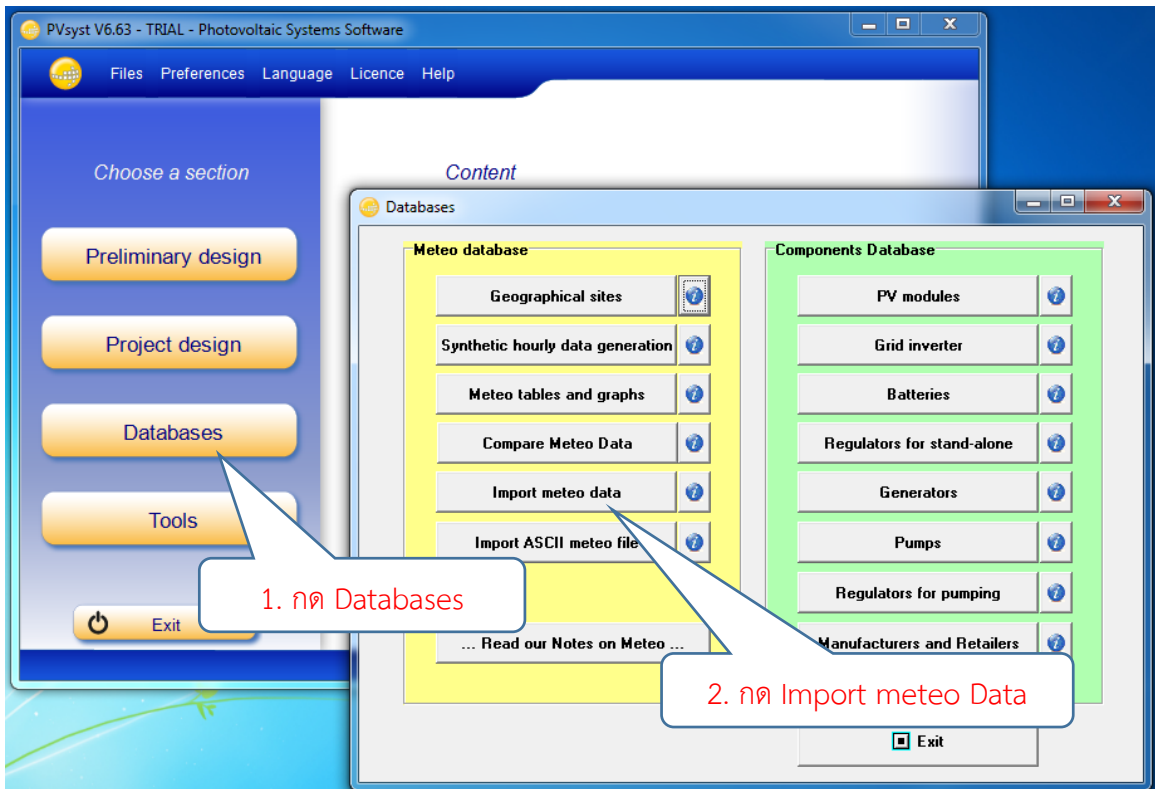 PVsyst V6.63 - TRIAL - Photovoltaic Systems Software
Files Preferences Language Licence Help
Choose a section
Content
Preliminary design
Project design
Databases
Tools
Exit
1. กด Databases
Databases
Meteo database
Geographical sites
Synthetic hourly data generation
Meteo tables and graphs
Compare Meteo Data
Import meteo data
Import ASCII meteo file
... Read our Notes on Meteo ...
Components Database
PV modules
Grid inverter
Batteries
Regulators for stand-alone
Generators
Pumps
Regulators for pumping
Manufacturers and Retailers
2. กด Import meteo Data
Exit